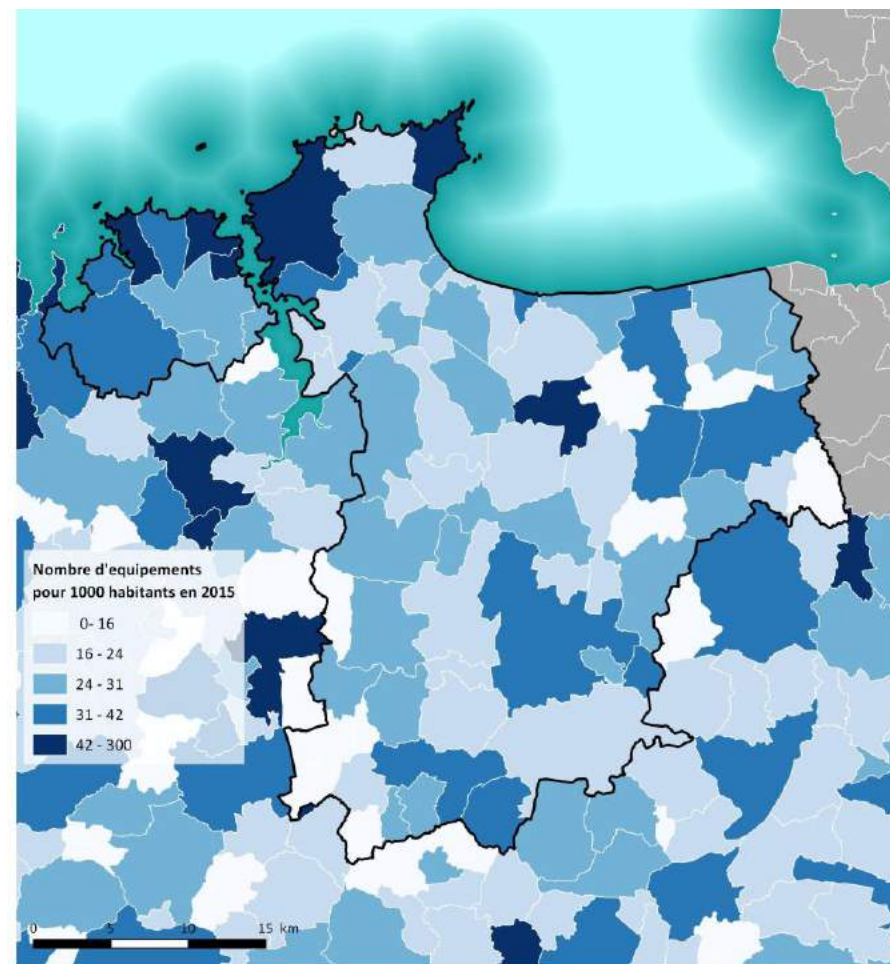 Nombre d'equipements
pour 1000 habitants en 2015
0- 16
16 - 24
24 - 31
31 - 42
42 - 300
0 5 10 15 km